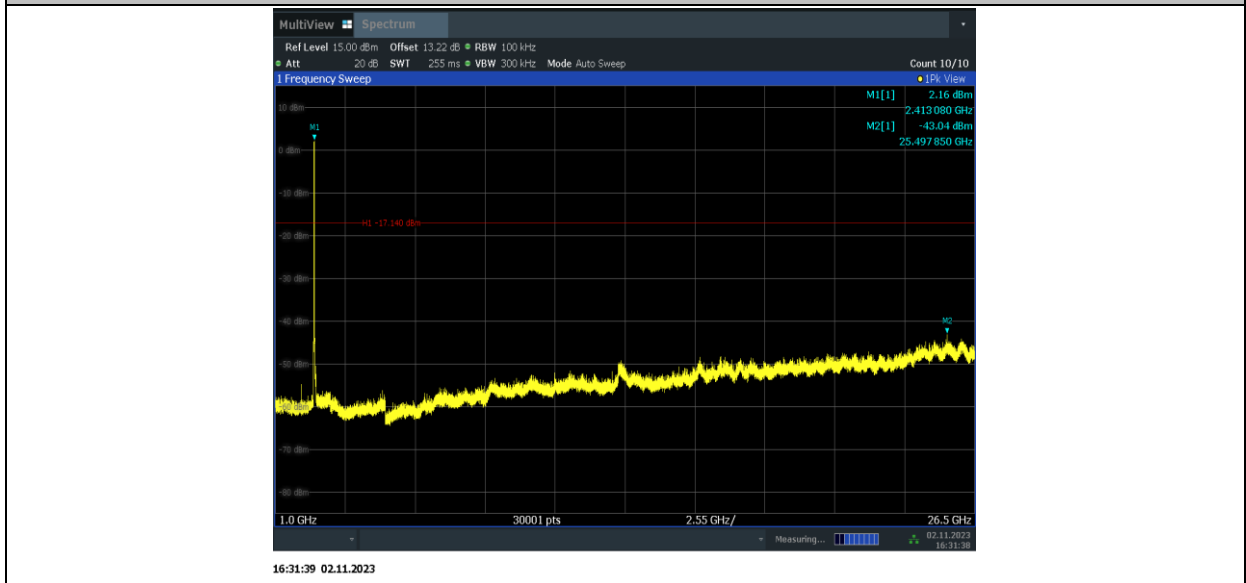 MultiView Spectrum
Ref Level 15.00 dBm Offset 13.22 dB RBW 100 kHz
Att 20 dB SWT 255 ms VBW 300 kHz Mode Auto Sweep Count 10/10
1 Frequency Sweep 1Pk View
M1[1] 2.16 dBm
2.413 080 GHz
M2[1] -43.04 dBm
25.497 850 GHz
10 dBm
M1
0 dBm
-10 dBm
H1 -17.140 dBm
-20 dBm
-30 dBm
-40 dBm
M2
-50 dBm
-60 dBm
-70 dBm
-80 dBm
1.0 GHz 30001 pts 2.55 GHz/ 26.5 GHz
Measuring... 02.11.2023
16:31:38
16:31:39 02.11.2023